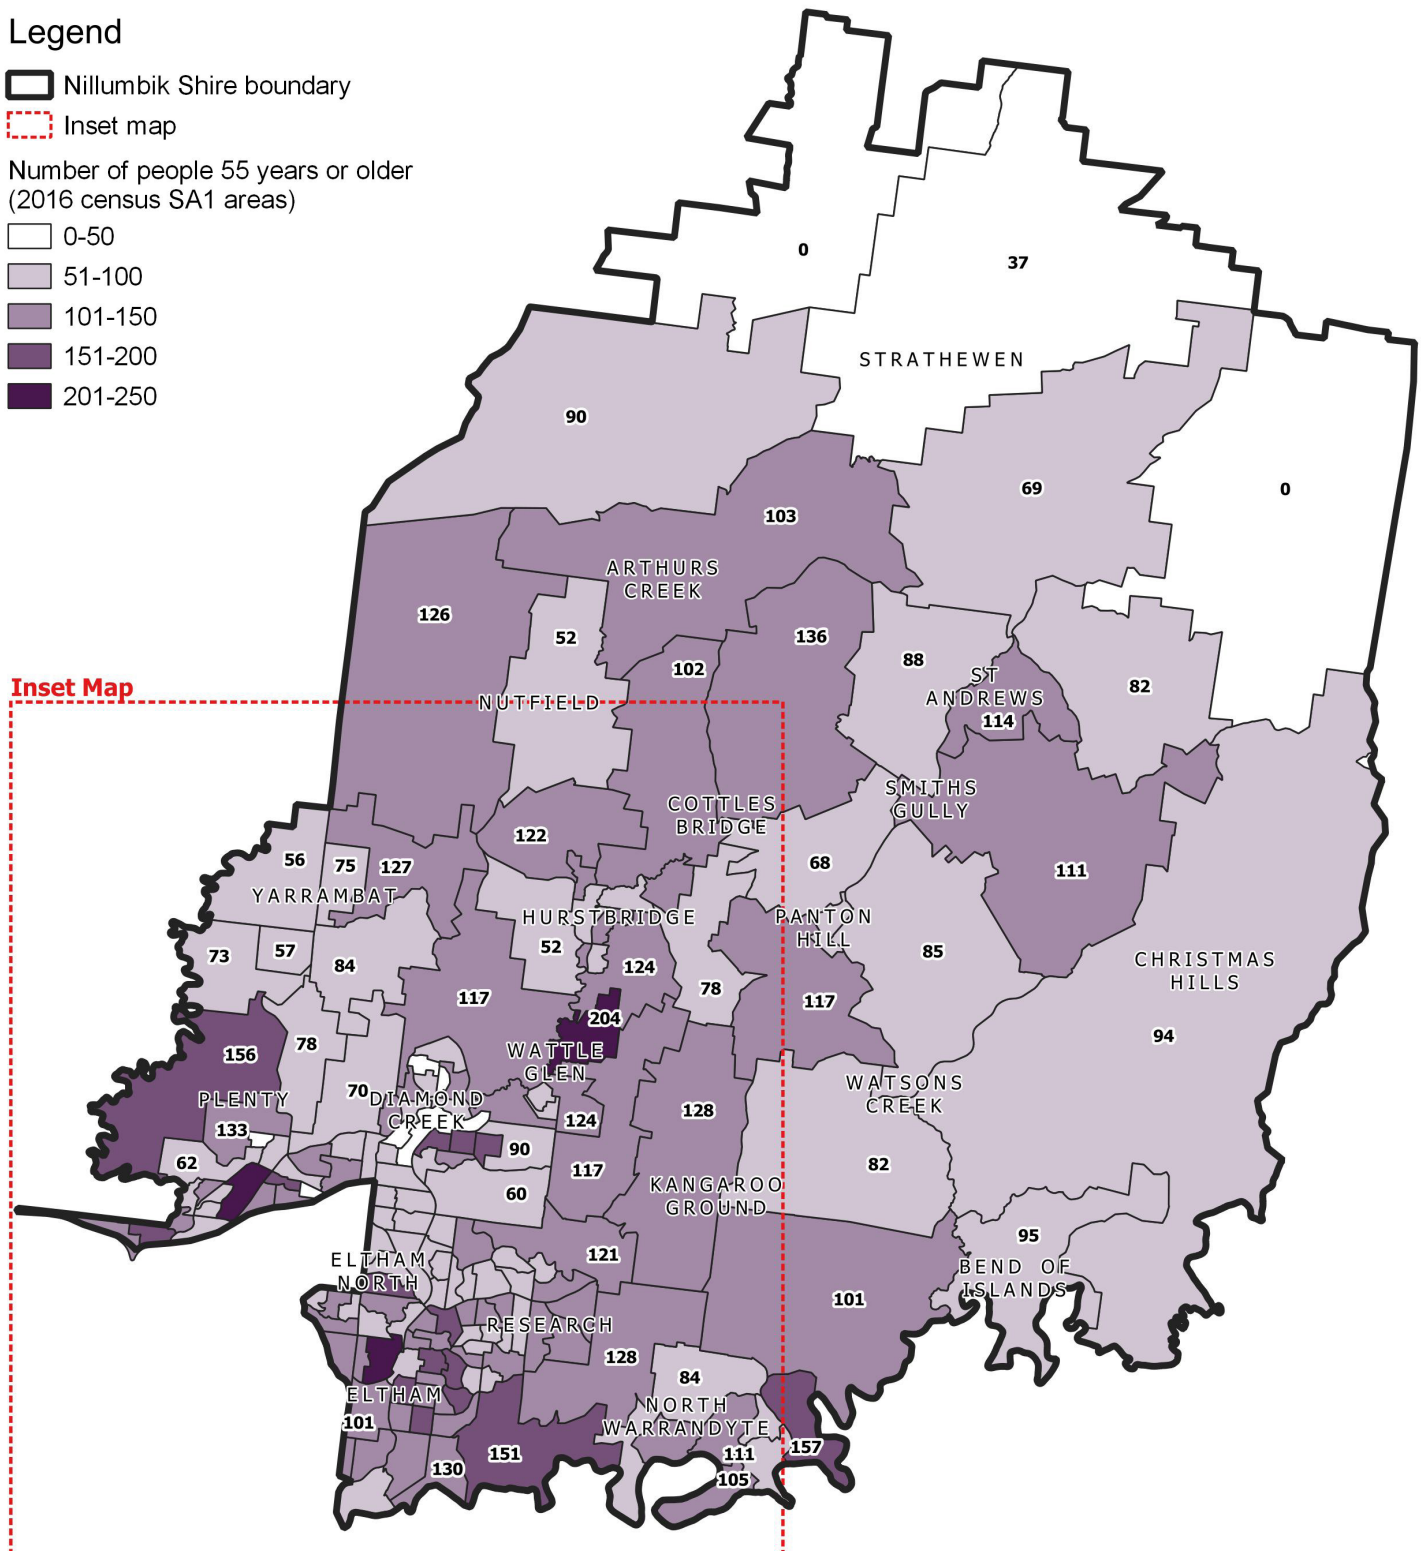 Legend
Nillumbik Shire boundary
Inset map
Number of people 55 years or older
(2016 census SA1 areas)
0-50
51-100
101-150
151-200
201-250
0
37
STRATHEWEN
90
69
0
103
ARTHURS
CREEK
126
52
136
102
88
ST
ANDREWS
114
82
Inset Map
NUTFIELD
SMITHS
GULLY
COTTLES
BRIDGE
122
56
75
127
68
111
YARRAMBAT
HURSTBRIDGE
PANTON
HILL
73
57
84
52
124
85
CHRISTMAS
HILLS
117
78
117
204
94
156
78
WATTLE
GLEN
70
WATSONS
CREEK
PLENTY
DIAMOND
CREEK
133
124
128
90
62
117
82
60
KANGAROO
GROUND
121
95
ELTHAM
NORTH
BEND OF
ISLANDS
101
RESEARCH
128
84
ELTHAM
NORTH
WARRANDYTE
101
151
111
157
130
105